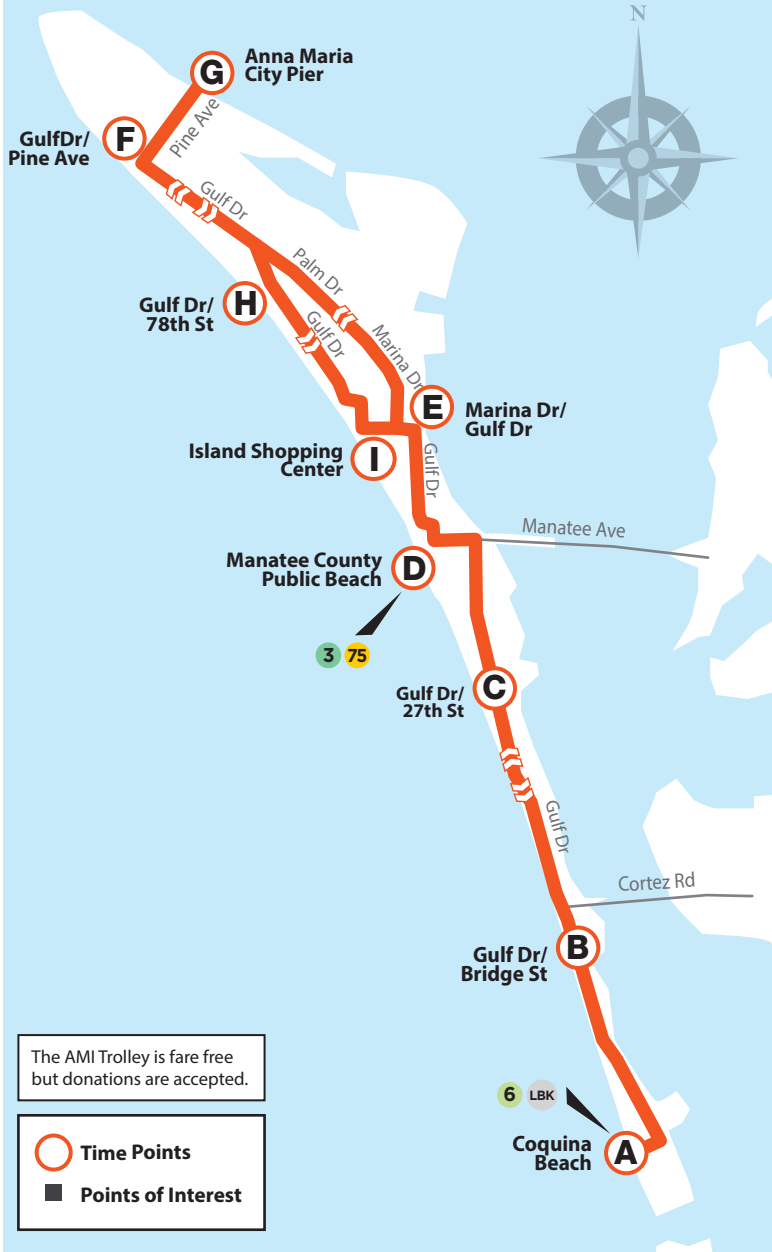 N
G
Anna Maria
City Pier
F
GulfDr/
Pine Ave
Pine Ave
Gulf Dr
Palm Dr
H
Gulf Dr/
78th St
Gulf Dr
Marina Dr
E
Marina Dr/
Gulf Dr
Island Shopping
Center
I
Gulf Dr
Manatee Ave
Manatee County
Public Beach
D
3
75
C
Gulf Dr/
27th St
Gulf Dr
Cortez Rd
B
Gulf Dr/
Bridge St
The AMI Trolley is fare free
but donations are accepted.
6
LBK
Coquina
Beach
A
Time Points
Points of Interest